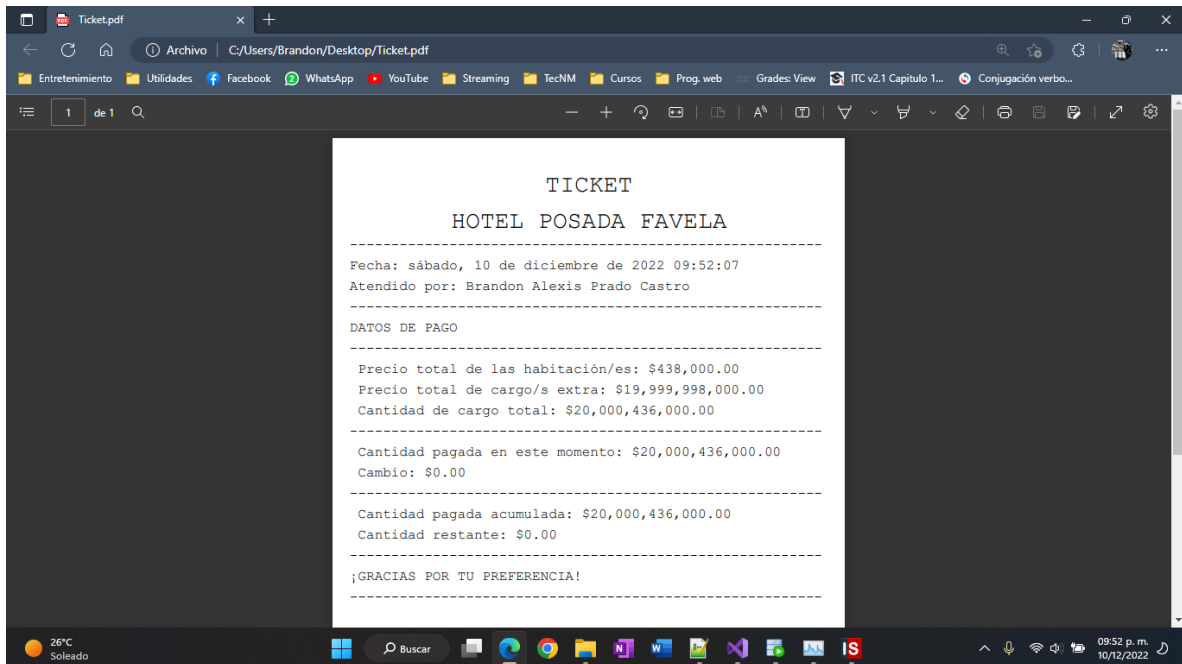 Ticket.pdf
Archivo C:/Users/Brandon/Desktop/Ticket.pdf
Entretenimiento Utilidades Facebook WhatsApp YouTube Streaming TecNM Cursos Prog. web Grades: View ITC v2.1 Capitulo 1... Conjugación verbo...
1 de 1
TICKET
HOTEL POSADA FAVELA
--------------------------------------------------------
Fecha: sábado, 10 de diciembre de 2022 09:52:07
Atendido por: Brandon Alexis Prado Castro
--------------------------------------------------------
DATOS DE PAGO
--------------------------------------------------------
Precio total de las habitación/es: $438,000.00
Precio total de cargo/s extra: $19,999,998,000.00
Cantidad de cargo total: $20,000,436,000.00
--------------------------------------------------------
Cantidad pagada en este momento: $20,000,436,000.00
Cambio: $0.00
--------------------------------------------------------
Cantidad pagada acumulada: $20,000,436,000.00
Cantidad restante: $0.00
--------------------------------------------------------
¡GRACIAS POR TU PREFERENCIA!
--------------------------------------------------------
26°C
Soleado
Buscar
09:52 p. m.
10/12/2022